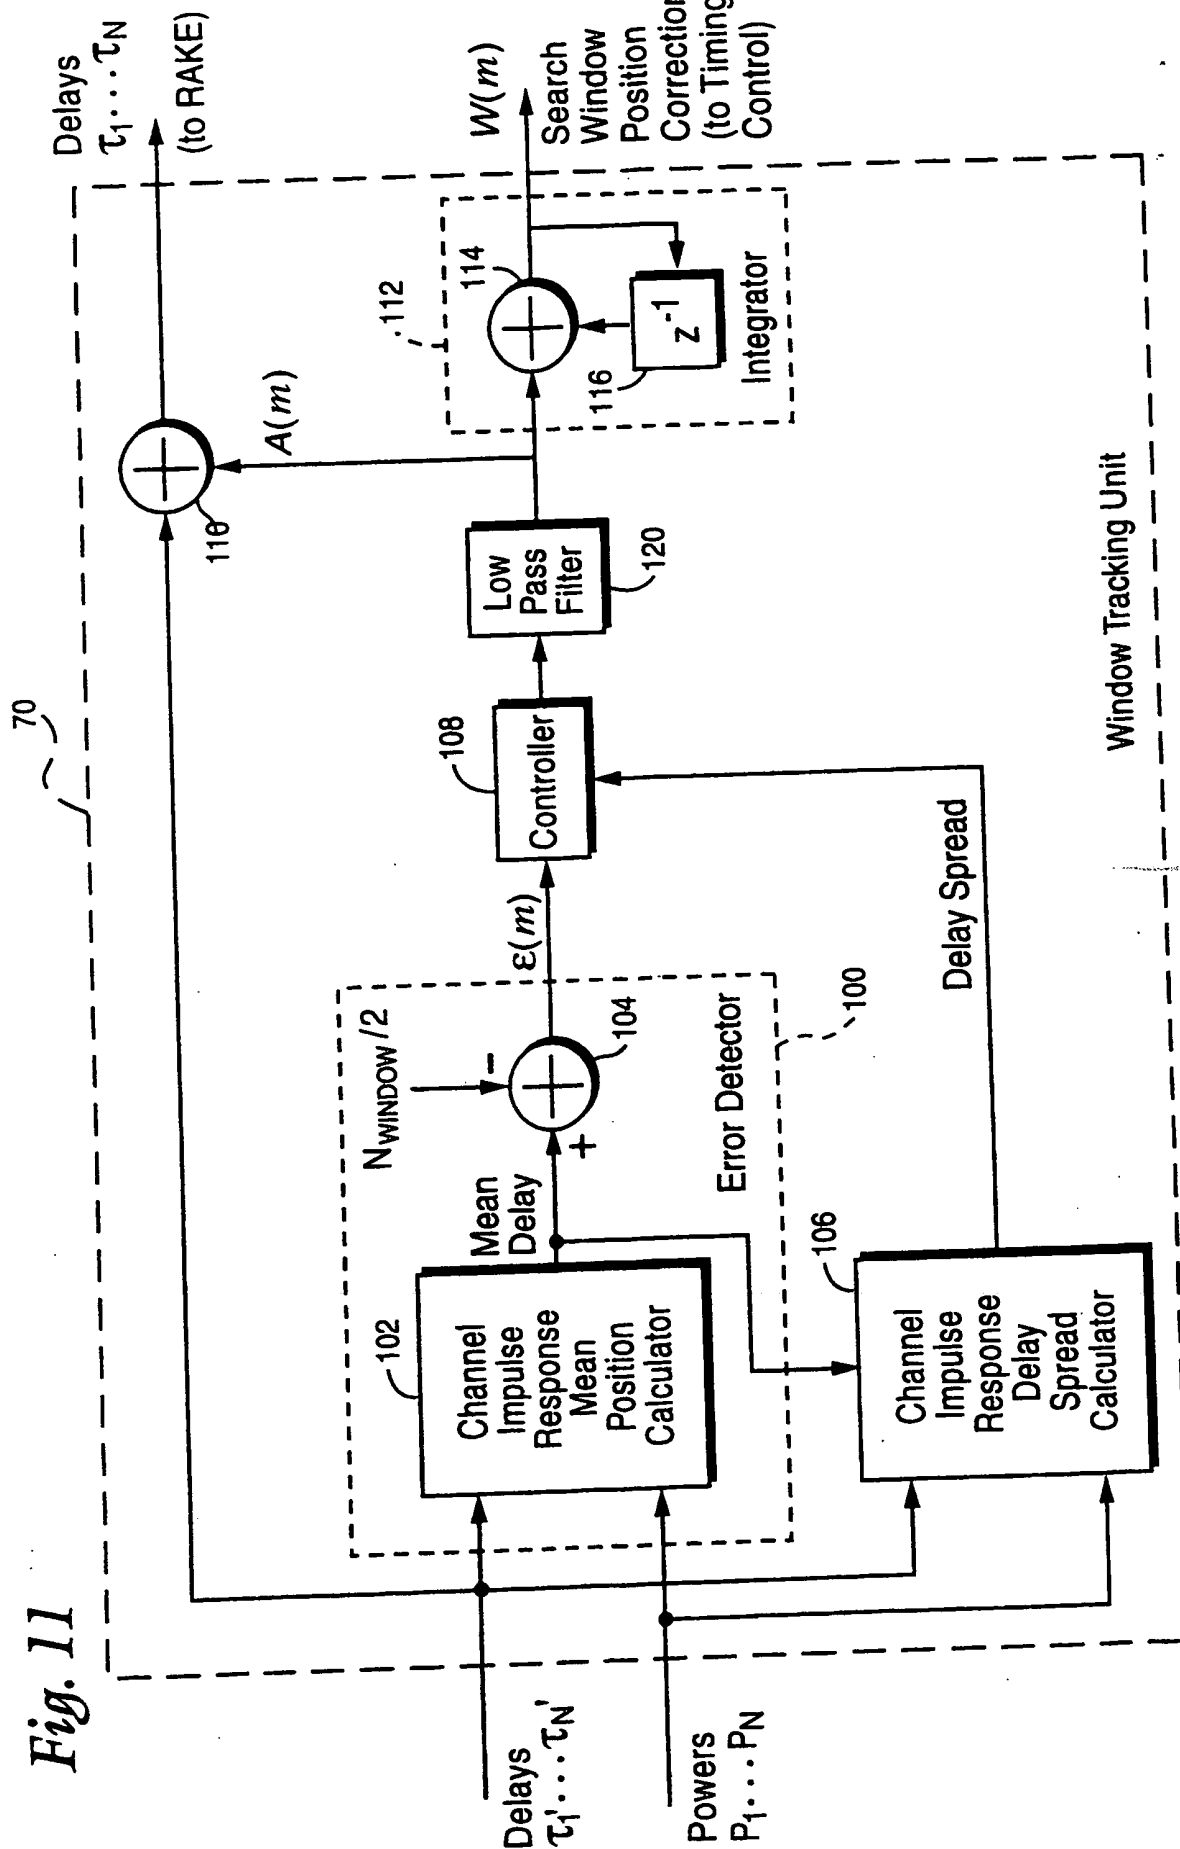 Fig. 11
70
Delays
τ1'....τN'
Powers
P1...PN
102
Channel
Impulse
Response
Mean
Position
Calculator
Mean
Delay
NWINDOW/2
-
+
104
Error Detector
100
ε(m)
106
Channel
Impulse
Response
Delay
Spread
Calculator
Delay Spread
108
Controller
Low
Pass
Filter
120
A(m)
110
112
114
116
z-1
Integrator
Delays
τ1...τN
(to RAKE)
W(m)
Search
Window
Position
Correction
(to Timing
Control)
Window Tracking Unit